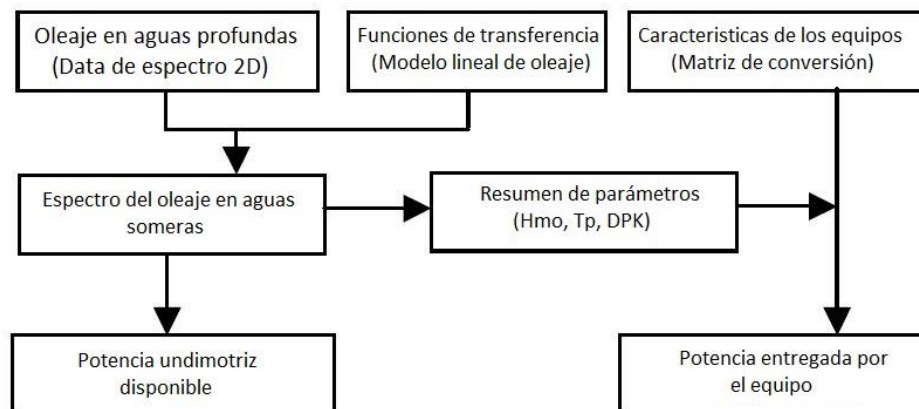 Oleaje en aguas profundas
(Data de espectro 2D)
Funciones de transferencia
(Modelo lineal de oleaje)
Caracteristicas de los equipos
(Matriz de conversión)
Espectro del oleaje en aguas
someras
Resumen de parámetros
(Hmo, Tp, DPK)
Potencia undimotriz
disponible
Potencia entregada por
el equipo